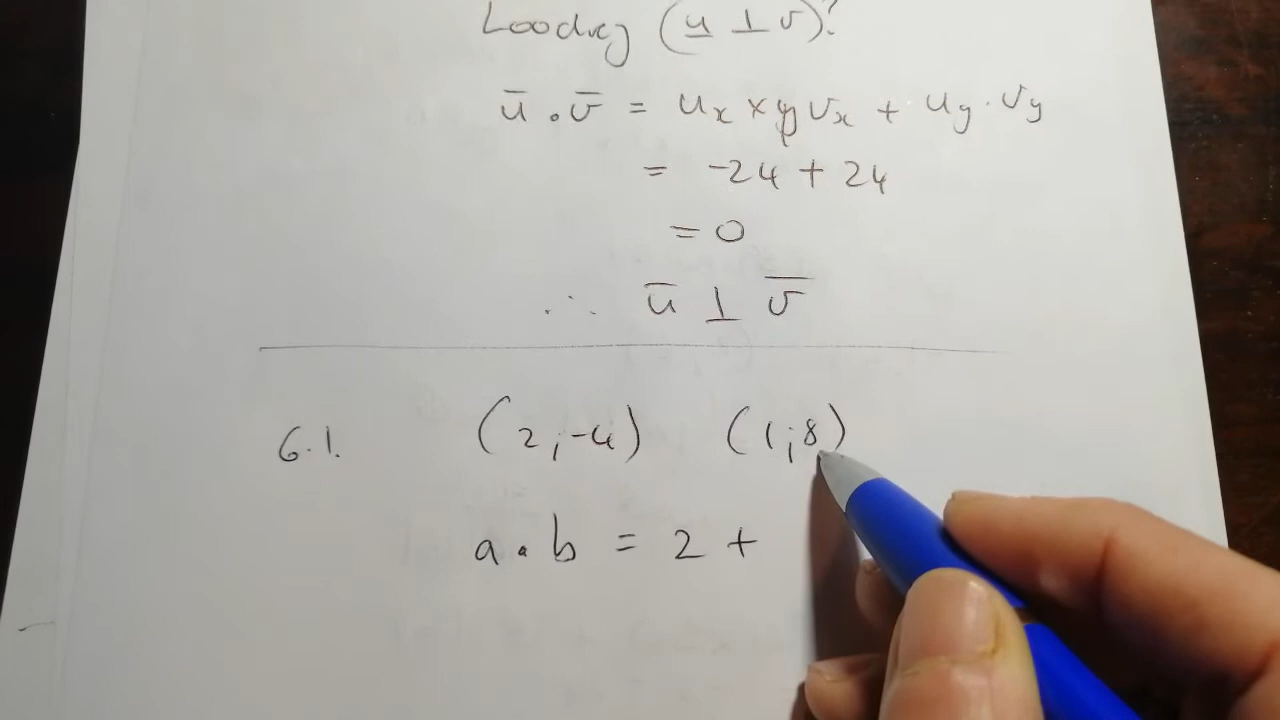 Loodreg (u ⊥ v)?
ū . v̄ = uₓ × vₓ + u_y . v_y
= -24 + 24
= 0
∴ ū ⊥ v̄
6.1. (2;-4) (1;8)
a . b = 2 +